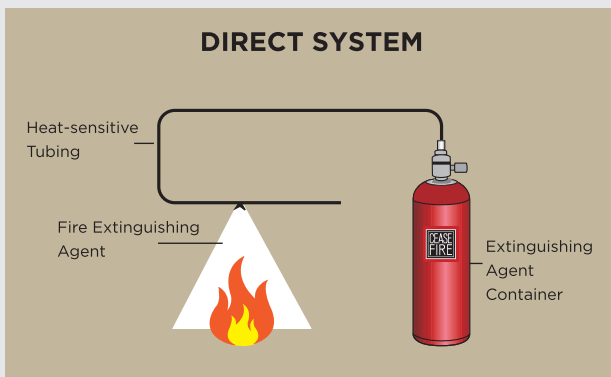 DIRECT SYSTEM
Heat-sensitive
Tubing
Fire Extinguishing
Agent
CEASE
FIRE
Extinguishing
Agent
Container